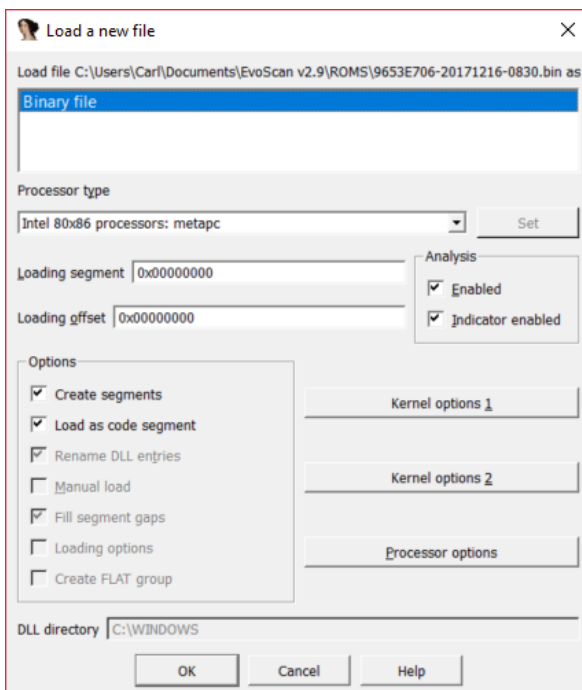 Load a new file
Load file C:\Users\Carl\Documents\EvoScan v2.9\ROMS\9653E706-20171216-0830.bin as
Binary file
Processor type
Intel 80x86 processors: metapc
Set
Loading segment 0x00000000
Loading offset 0x00000000
Analysis
Enabled
Indicator enabled
Options
Create segments
Load as code segment
Rename DLL entries
Manual load
Fill segment gaps
Loading options
Create FLAT group
Kernel options 1
Kernel options 2
Processor options
DLL directory C:\WINDOWS
OK Cancel Help